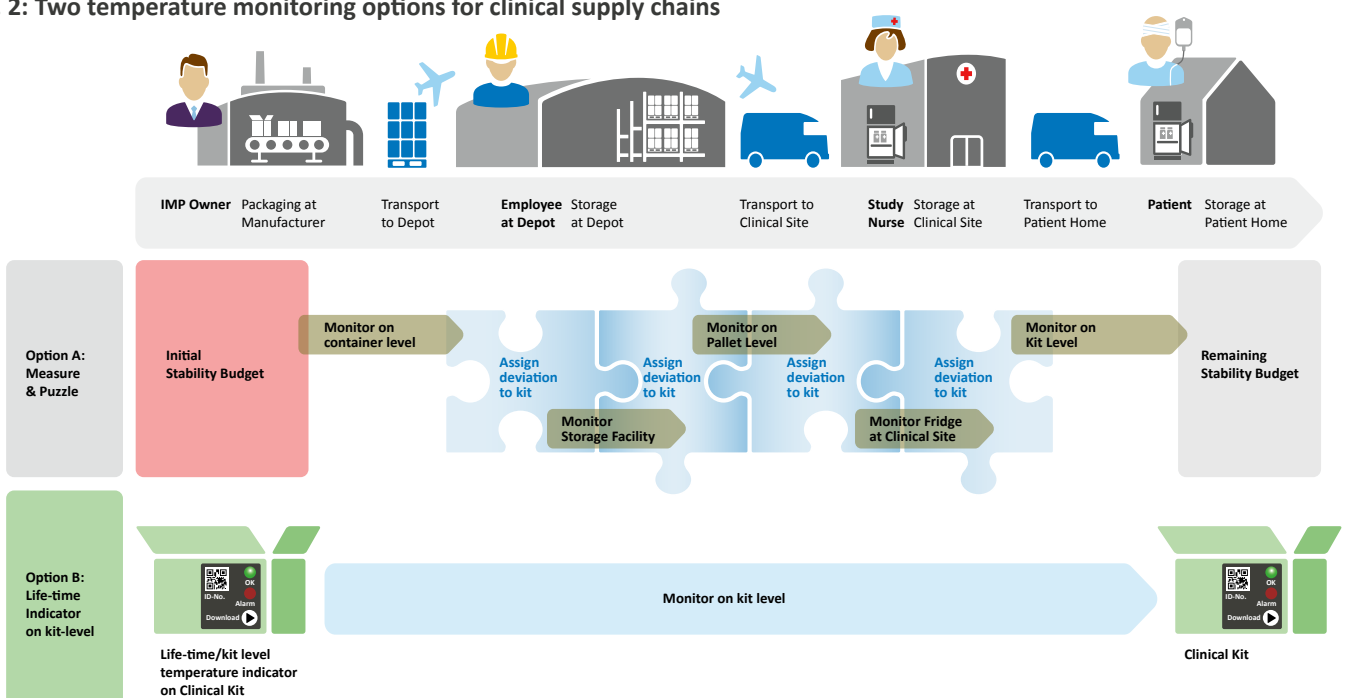 2: Two temperature monitoring options for clinical supply chains
IMP Owner
Packaging at
Manufacturer
Transport
to Depot
Employee
at Depot
Storage
at Depot
Transport to
Clinical Site
Study
Nurse
Storage at
Clinical Site
Transport to
Patient Home
Patient
Storage at
Patient Home
Option A:
Measure
& Puzzle
Initial
Stability Budget
Monitor on
container level
Assign
deviation
to kit
Monitor
Storage Facility
Assign
deviation
to kit
Monitor on
Pallet Level
Assign
deviation
to kit
Monitor Fridge
at Clinical Site
Assign
deviation
to kit
Monitor on
Kit Level
Remaining
Stability Budget
Option B:
Life-time
Indicator
on kit-level
OK
ID-No.
Alarm
Download
Life-time/kit level
temperature indicator
on Clinical Kit
Monitor on kit level
OK
ID-No.
Alarm
Download
Clinical Kit